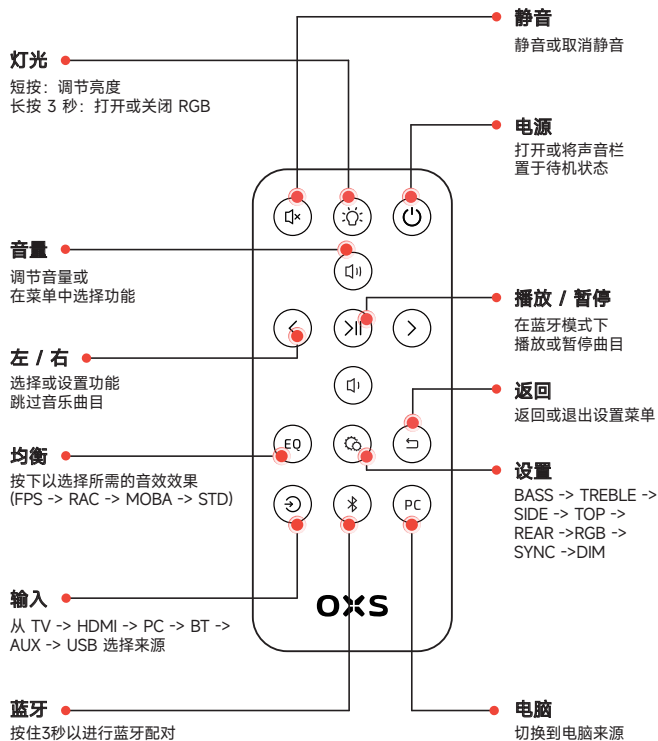 静音
静音或取消静音
灯光
短按：调节亮度
长按 3 秒：打开或关闭 RGB
电源
打开或将声音栏
置于待机状态
音量
调节音量或
在菜单中选择功能
播放 / 暂停
在蓝牙模式下
播放或暂停曲目
左 / 右
选择或设置功能
跳过音乐曲目
返回
返回或退出设置菜单
EQ
均衡
按下以选择所需的音效效果
(FPS -> RAC -> MOBA -> STD)
设置
BASS -> TREBLE ->
SIDE -> TOP ->
REAR ->RGB ->
SYNC ->DIM
PC
OXS
输入
从 TV -> HDMI -> PC -> BT ->
AUX -> USB 选择来源
蓝牙
按住3秒以进行蓝牙配对
电脑
切换到电脑来源